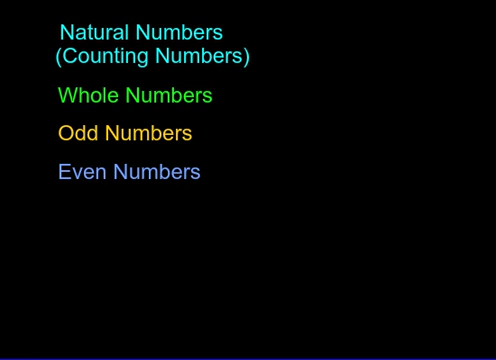 Natural Numbers
(Counting Numbers)
Whole Numbers
Odd Numbers
Even Numbers